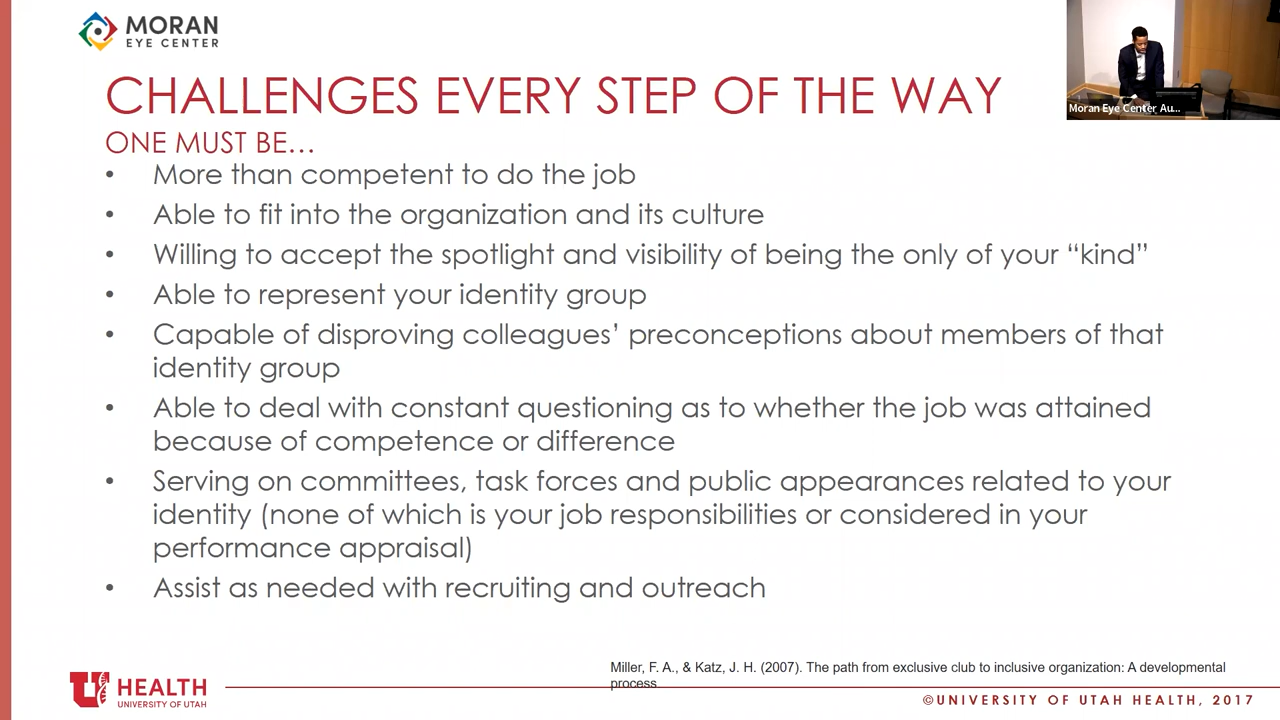 MORAN
EYE CENTER
Moran Eye Center Au...
CHALLENGES EVERY STEP OF THE WAY
ONE MUST BE…
• More than competent to do the job
• Able to fit into the organization and its culture
• Willing to accept the spotlight and visibility of being the only of your “kind”
• Able to represent your identity group
• Capable of disproving colleagues’ preconceptions about members of that
identity group
• Able to deal with constant questioning as to whether the job was attained
because of competence or difference
• Serving on committees, task forces and public appearances related to your
identity (none of which is your job responsibilities or considered in your
performance appraisal)
• Assist as needed with recruiting and outreach
Miller, F. A., & Katz, J. H. (2007). The path from exclusive club to inclusive organization: A developmental
process.
U HEALTH
UNIVERSITY OF UTAH
©UNIVERSITY OF UTAH HEALTH, 2017